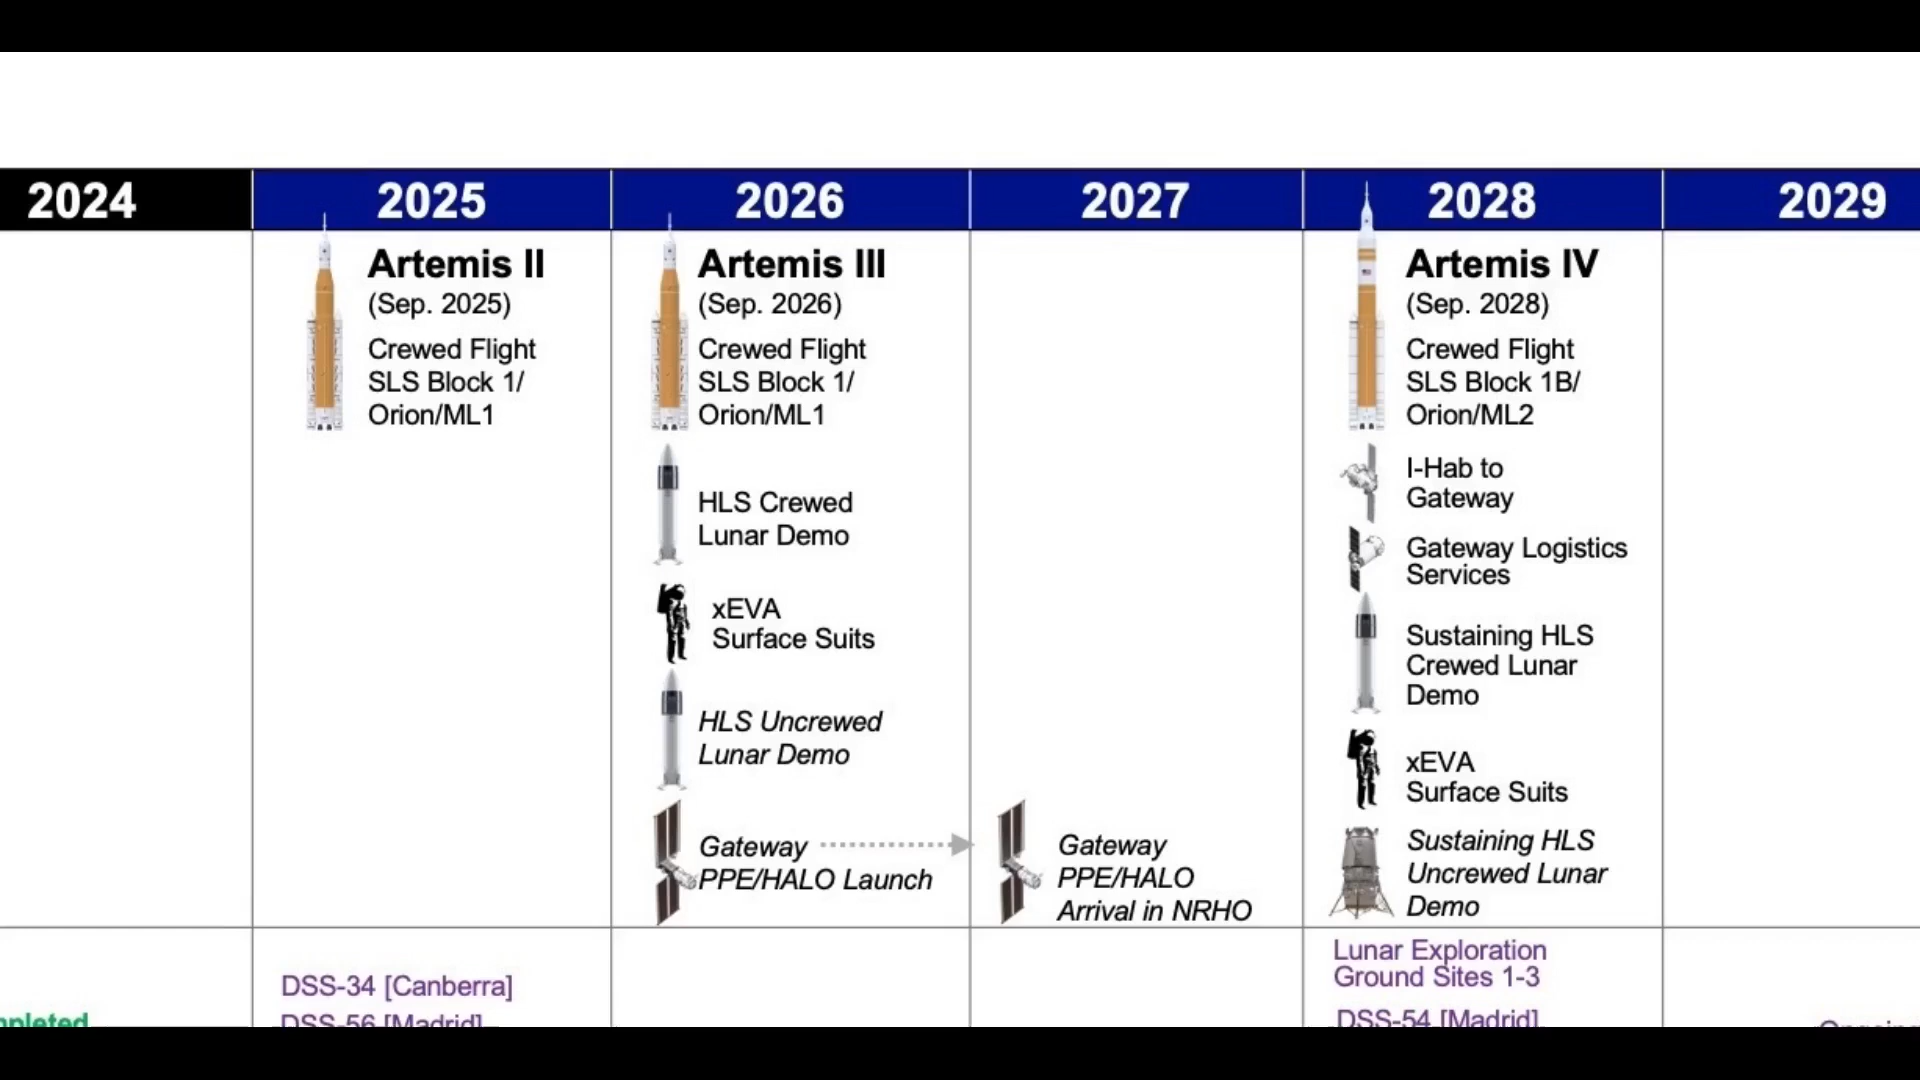 2024
2025
2026
2027
2028
2029
Artemis II
(Sep. 2025)
Crewed Flight
SLS Block 1/
Orion/ML1
Artemis III
(Sep. 2026)
Crewed Flight
SLS Block 1/
Orion/ML1
HLS Crewed
Lunar Demo
xEVA
Surface Suits
HLS Uncrewed
Lunar Demo
Gateway
PPE/HALO Launch
Gateway
PPE/HALO
Arrival in NRHO
Artemis IV
(Sep. 2028)
Crewed Flight
SLS Block 1B/
Orion/ML2
I-Hab to
Gateway
Gateway Logistics
Services
Sustaining HLS
Crewed Lunar
Demo
xEVA
Surface Suits
Sustaining HLS
Uncrewed Lunar
Demo
DSS-34 [Canberra]
DSS-56 [Madrid]
Lunar Exploration
Ground Sites 1-3
DSS-54 [Madrid]